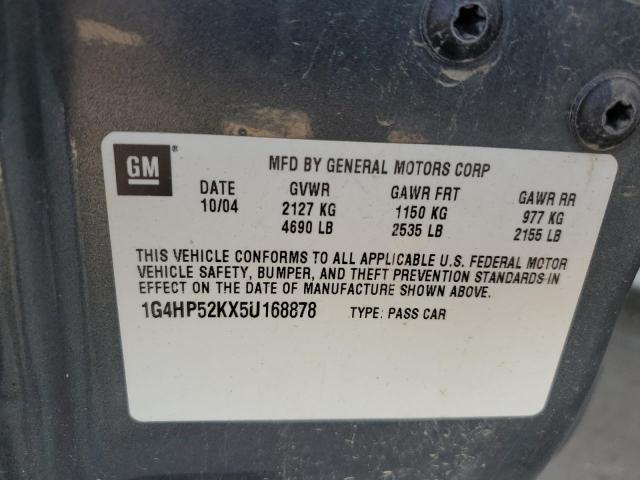 GM ®
MFD BY GENERAL MOTORS CORP
DATE GVWR GAWR FRT GAWR RR
10/04 2127 KG 1150 KG 977 KG
4690 LB 2535 LB 2155 LB
THIS VEHICLE CONFORMS TO ALL APPLICABLE U.S. FEDERAL MOTOR
VEHICLE SAFETY, BUMPER, AND THEFT PREVENTION STANDARDS IN
EFFECT ON THE DATE OF MANUFACTURE SHOWN ABOVE.
1G4HP52KX5U168878 TYPE: PASS CAR